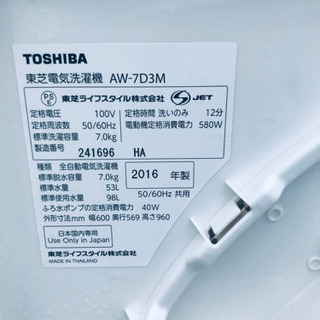 TOSHIBA
東芝電気洗濯機 AW-7D3M
PS E 東芝ライフスタイル株式会社 S JET
定格電圧 100V 定格時間 洗いのみ 12分
定格周波数 50/60Hz 電動機定格消費電力 580W
標準洗濯容量 7.0kg
製造番号 241696 HA
種類 全自動電気洗濯機
標準脱水容量 7.0kg 2016 年製
標準水量 53L
標準使用水量 98L 50/60Hz 共用
ふろ水ポンプの定格消費電力 40W
外形寸法mm 幅600 奥行569 高さ960
日本国内専用
Use Only in Japan
東芝ライフスタイル株式会社
MADE IN THAILAND